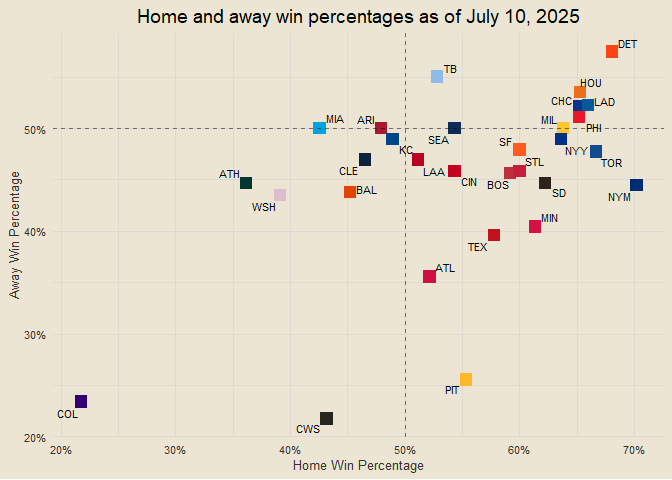 Home and away win percentages as of July 10, 2025
DET
TB
HOU
CHC
LAD
MIA
ARI
MIL
PHI
50%
SEA
SF
KC
NYY
TOR
CLE
LAA
STL
ATH
CIN
BOS
BAL
SD
NYM
WSH
MIN
40%
TEX
ATL
30%
PIT
COL
CWS
20%
20%
30%
40%
50%
60%
70%
Home Win Percentage
Away Win Percentage